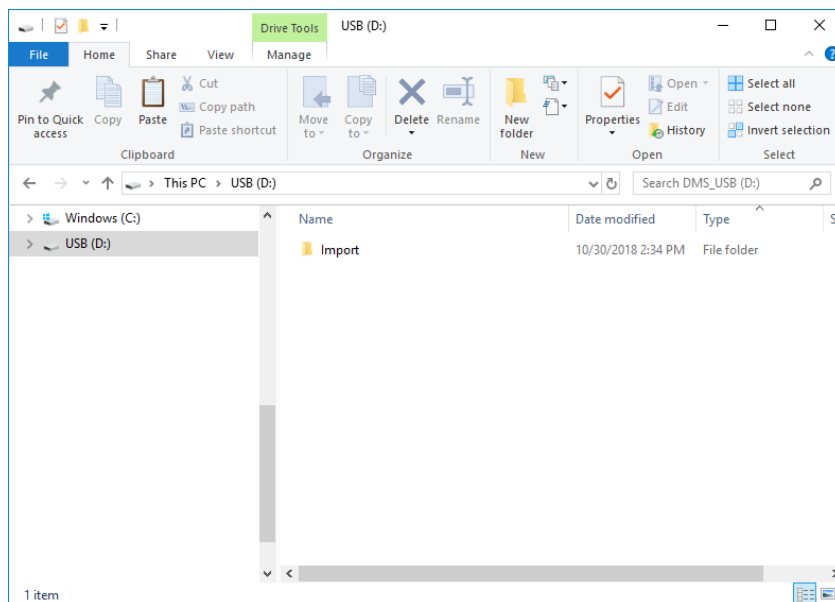 Drive Tools USB (D:)
File Home Share View Manage
Pin to Quick access
Copy
Paste
Cut
Copy path
Paste shortcut
Clipboard
Move to
Copy to
Delete
Rename
Organize
New folder
New
Properties
Open
Edit
History
Open
Select all
Select none
Invert selection
Select
This PC > USB (D:)
Search DMS_USB (D:)
Windows (C:)
USB (D:)
Name Date modified Type S
Import 10/30/2018 2:34 PM File folder
1 item